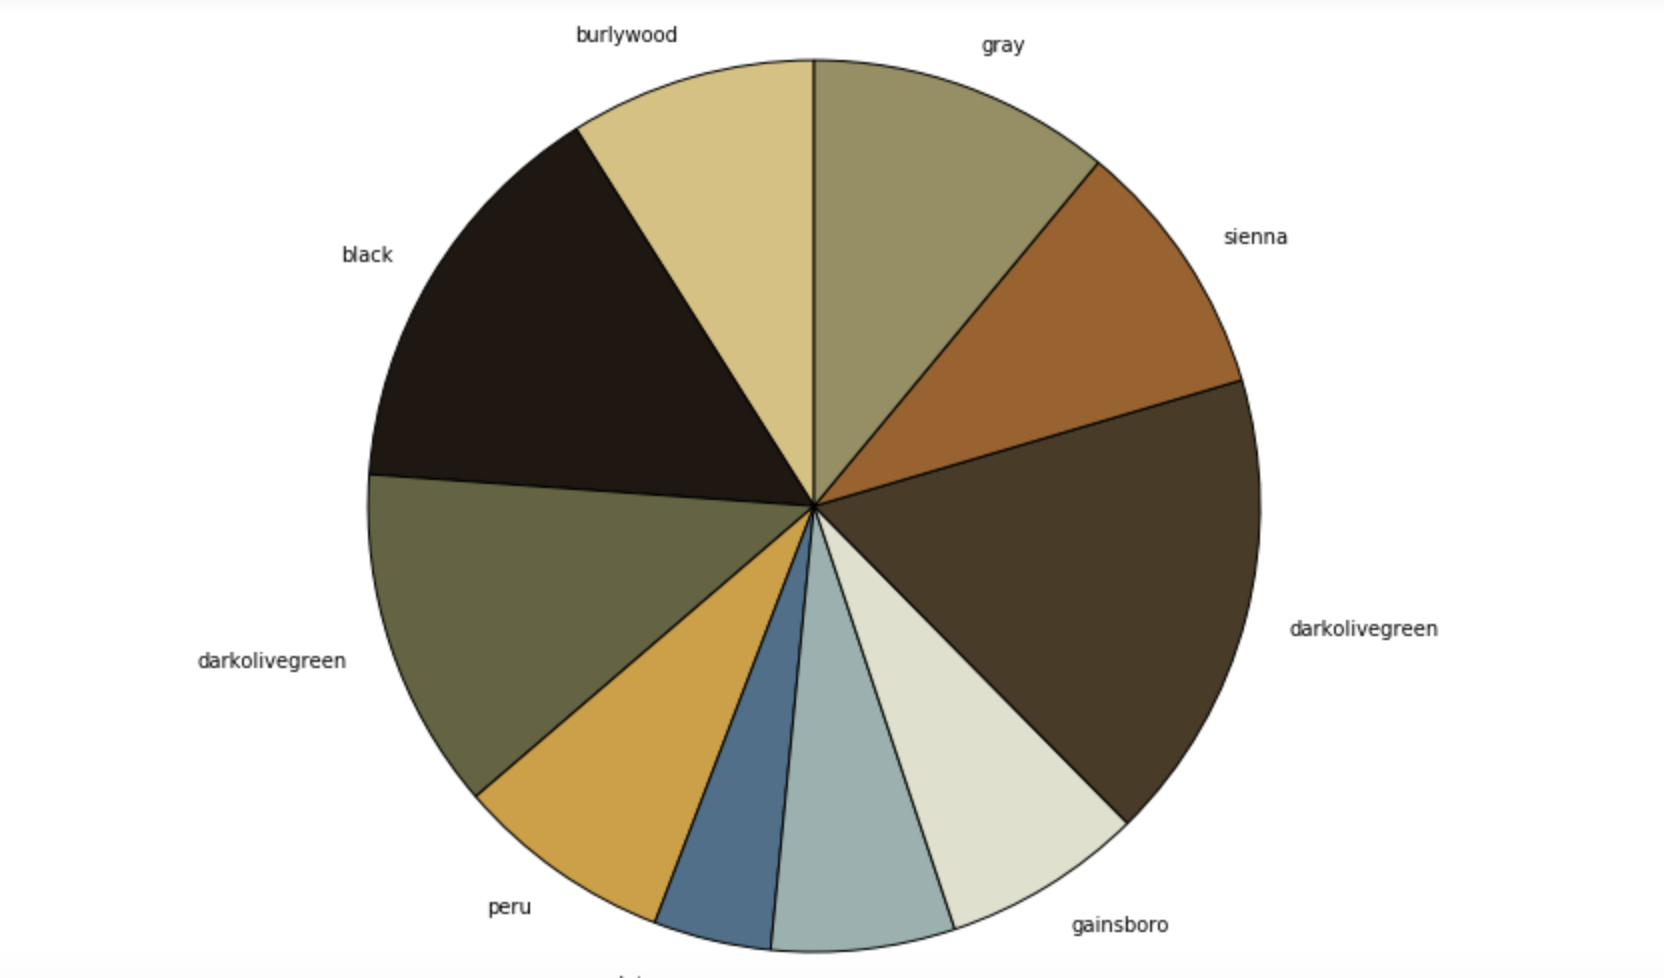 burlywood
gray
sienna
black
darkolivegreen
darkolivegreen
peru
gainsboro